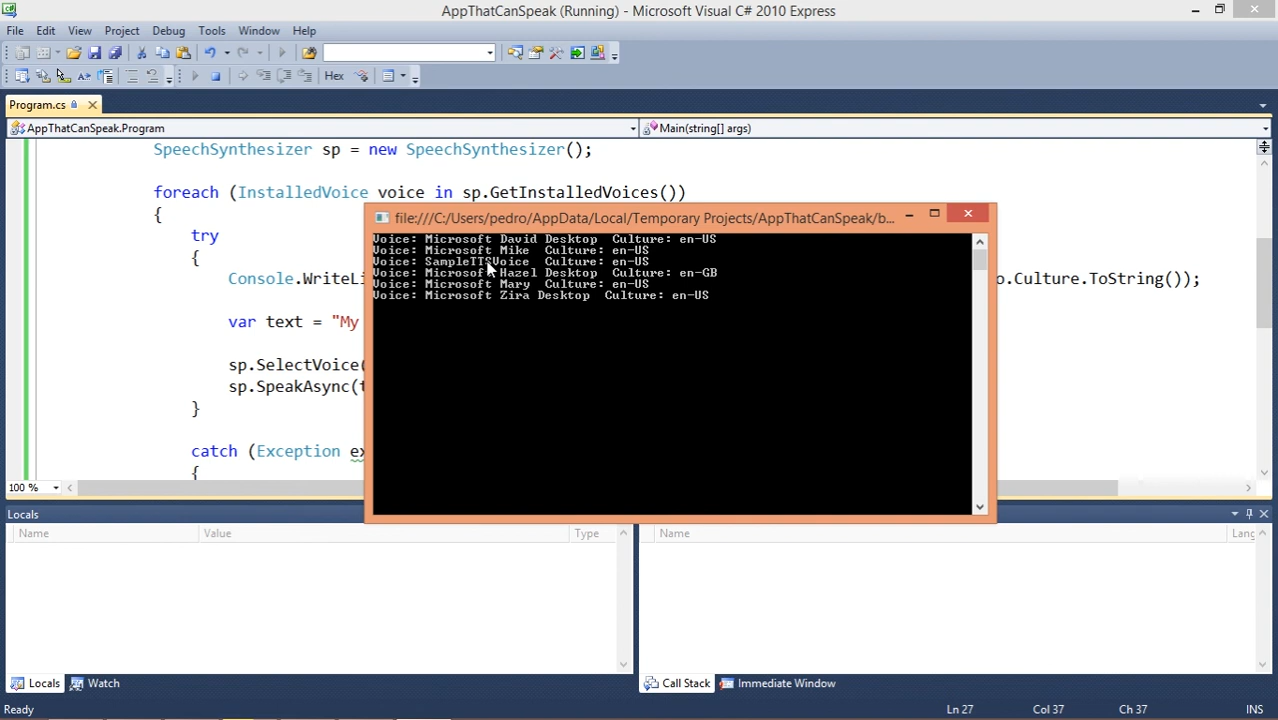 AppThatCanSpeak (Running) - Microsoft Visual C# 2010 Express
File Edit View Project Debug Data Tools Window Help
Hex
Program.cs
AppThatCanSpeak.Program
Main(string[] args)
SpeechSynthesizer sp = new SpeechSynthesizer();
foreach (InstalledVoice voice in sp.GetInstalledVoices())
{
try
{
Console.WriteLi
o.Culture.ToString());
var text = "My
sp.SelectVoice(
sp.SpeakAsync(t
}
catch (Exception ex
{
file:///C:/Users/pedro/AppData/Local/Temporary Projects/AppThatCanSpeak/b...
Voice: Microsoft David Desktop Culture: en-US
Voice: Microsoft Mike Culture: en-US
Voice: SampleTTSVoice Culture: en-US
Voice: Microsoft Hazel Desktop Culture: en-GB
Voice: Microsoft Mary Culture: en-US
Voice: Microsoft Zira Desktop Culture: en-US
100 %
Locals
Name Value Type
Name Lang
Locals Watch
Call Stack Immediate Window
Ready Ln 27 Col 37 Ch 37 INS